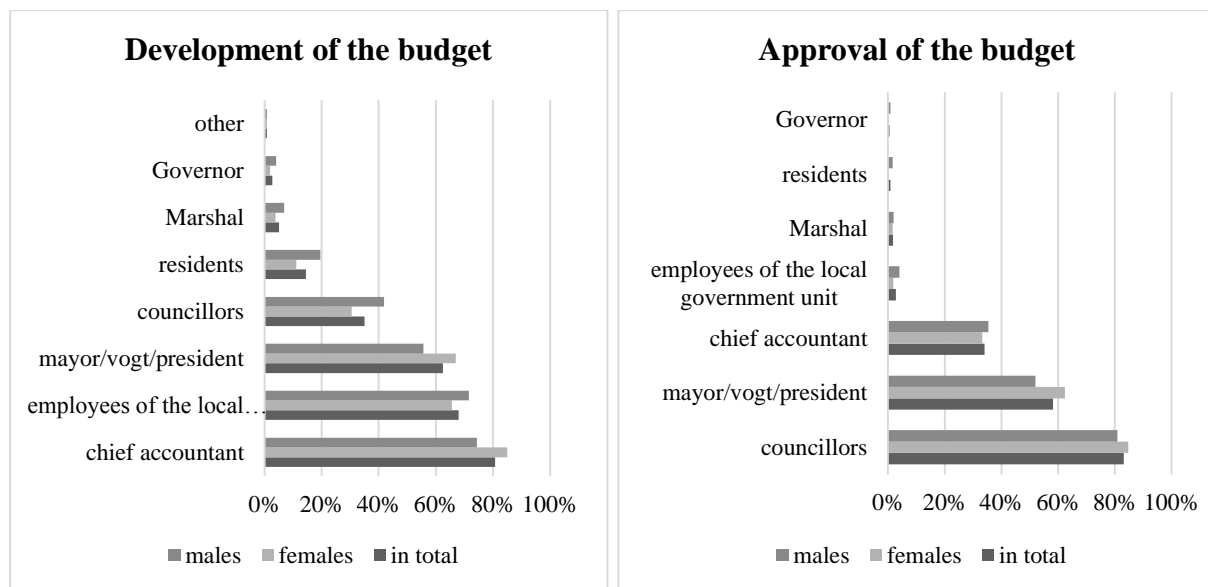 Development of the budget
other
Governor
Marshal
residents
councillors
mayor/vogt/president
employees of the local…
chief accountant
0% 20% 40% 60% 80% 100%
males females in total
Approval of the budget
Governor
residents
Marshal
employees of the local
government unit
chief accountant
mayor/vogt/president
councillors
0% 20% 40% 60% 80% 100%
males females in total